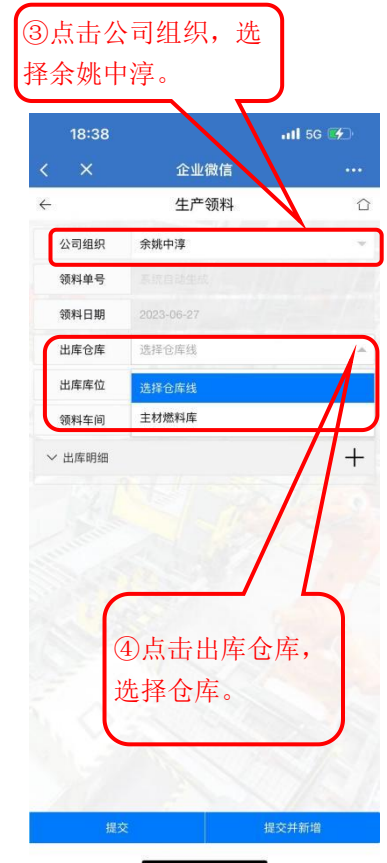 ③点击公司组织，选
择余姚中淳。
18:38
5G
企业微信
生产领料
公司组织 余姚中淳
领料单号 系统自动生成
领料日期 2023-06-27
出库仓库 选择仓库线
出库库位 选择仓库线
领料车间 主材燃料库
出库明细
④点击出库仓库，
选择仓库。
提交 提交并新增